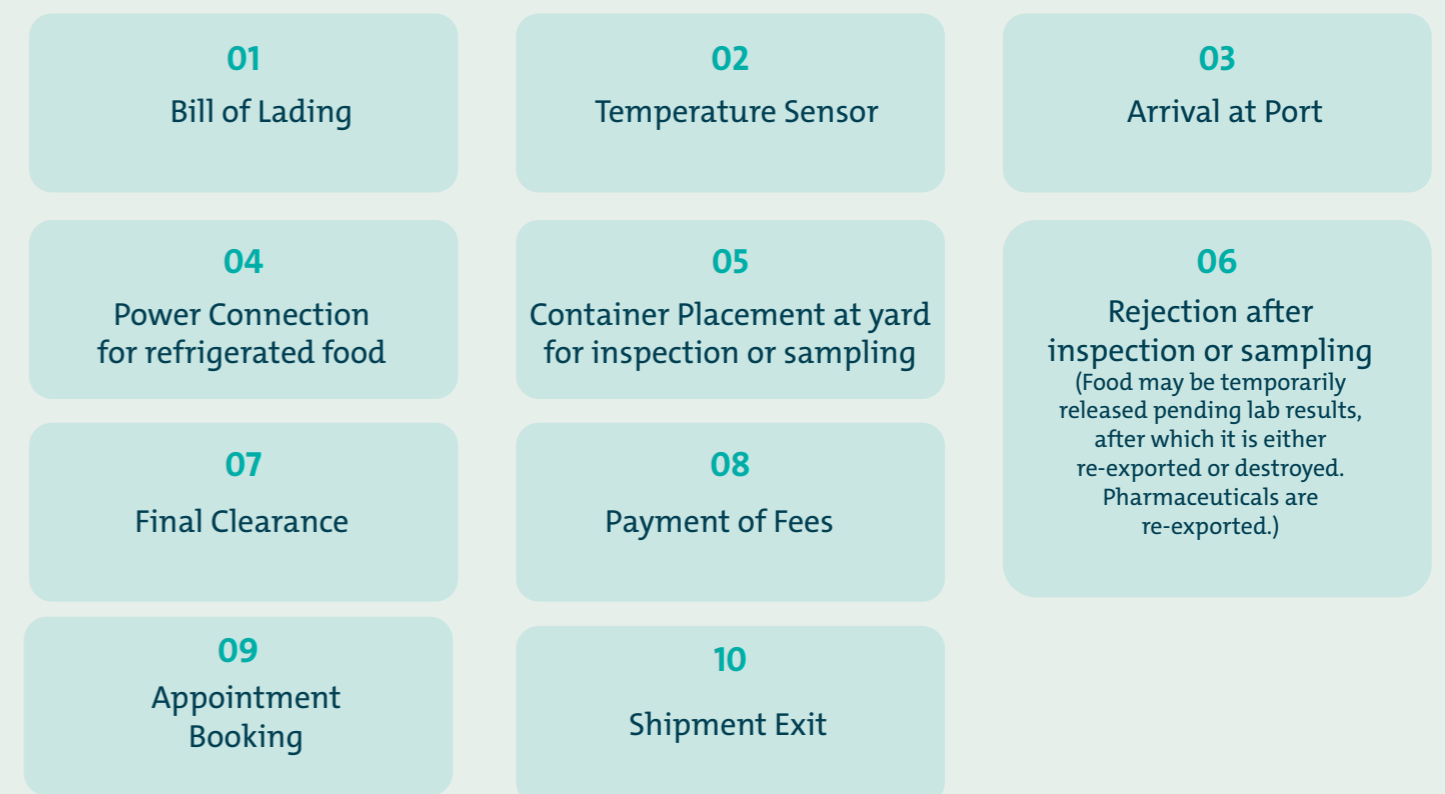 01
Bill of Lading
02
Temperature Sensor
03
Arrival at Port
04
Power Connection
for refrigerated food
05
Container Placement at yard
for inspection or sampling
06
Rejection after
inspection or sampling
(Food may be temporarily
released pending lab results,
after which it is either
re-exported or destroyed.
Pharmaceuticals are
re-exported.)
07
Final Clearance
08
Payment of Fees
09
Appointment
Booking
10
Shipment Exit